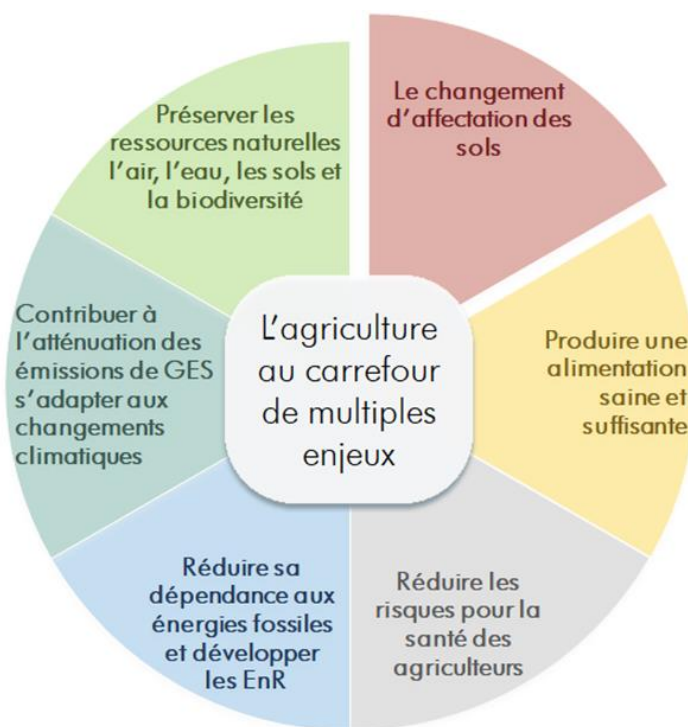 Le changement
d'affectation des
sols
Produire une
alimentation
saine et
suffisante
Réduire les
risques pour la
santé des
agriculteurs
Réduire sa
dépendance aux
énergies fossiles
et développer
les EnR
Contribuer à
l'atténuation des
émissions de GES
s'adapter aux
changements
climatiques
Préserver les
ressources naturelles
l'air, l'eau, les sols et
la biodiversité
L'agriculture
au carrefour
de multiples
enjeux